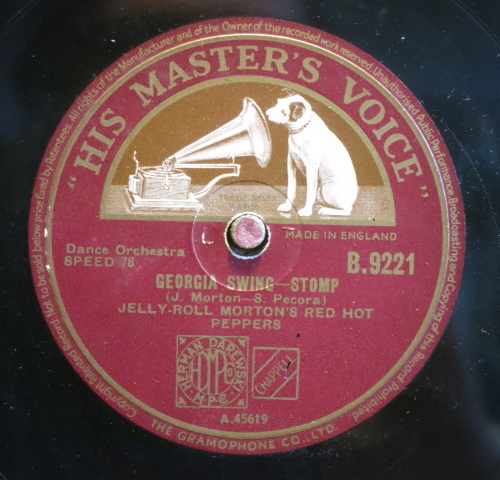 All rights of the Manufacturer and of the Owner of the recorded work reserved. Unauthorised Public Performance, Broadcasting and Copying of this Record Prohibited.
"HIS MASTER'S VOICE"
TRADE-MARK
MADE IN ENGLAND
Dance Orchestra
SPEED 78
B.9221
GEORGIA SWING—STOMP
(J. Morton—S. Pecora)
JELLY-ROLL MORTON'S RED HOT
PEPPERS
HERMAN DAREWSKI
M.P.C.
CHAPPELL
A.45619
Copyright Patented Record Not to be sold below price fixed by Patentees.
THE GRAMOPHONE CO., LTD.